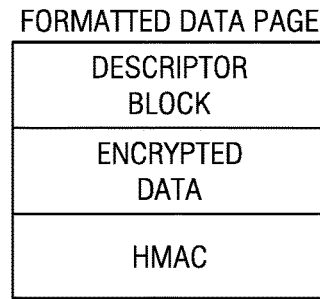 FORMATTED DATA PAGE
DESCRIPTOR
BLOCK
ENCRYPTED
DATA
HMAC